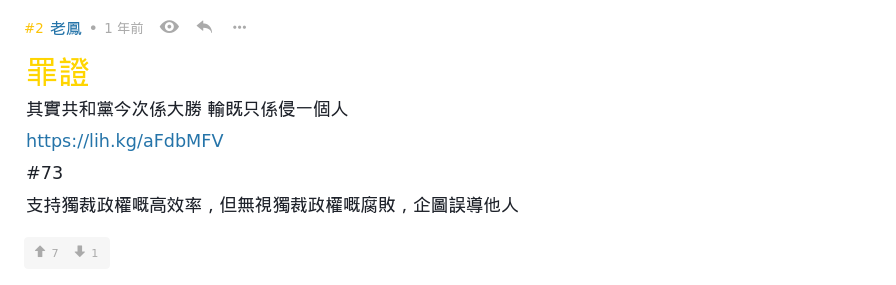 #2 老鳳 • 1 年前
罪證
其實共和黨今次係大勝 輸既只係侵一個人
https://lih.kg/aFdbMFV
#73
支持獨裁政權嘅高效率，但無視獨裁政權嘅腐敗，企圖誤導他人
7 1